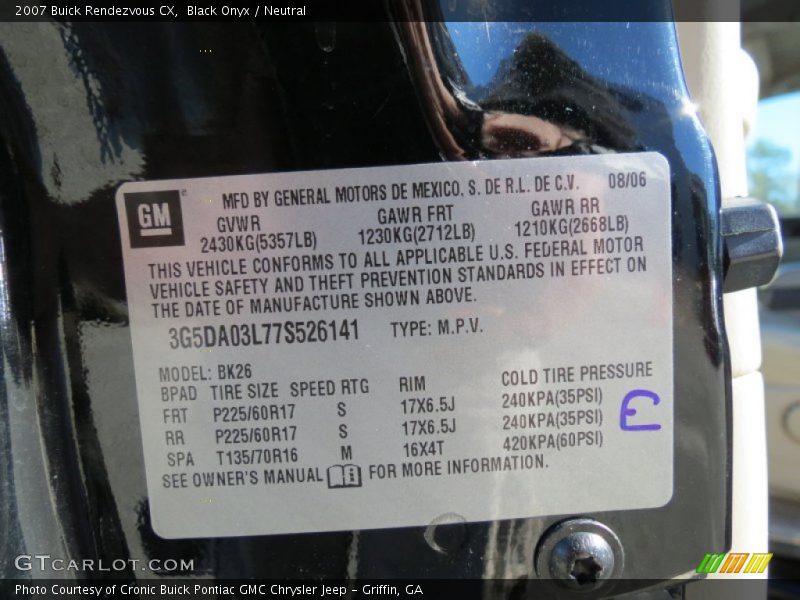 2007 Buick Rendezvous CX,  Black Onyx / Neutral
GM
MFD BY GENERAL MOTORS DE MEXICO, S. DE R.L. DE C.V. 08/06
GVWR GAWR FRT GAWR RR
2430KG(5357LB) 1230KG(2712LB) 1210KG(2668LB)
THIS VEHICLE CONFORMS TO ALL APPLICABLE U.S. FEDERAL MOTOR
VEHICLE SAFETY AND THEFT PREVENTION STANDARDS IN EFFECT ON
THE DATE OF MANUFACTURE SHOWN ABOVE.
3G5DA03L77S526141 TYPE: M.P.V.
MODEL: BK26
BPAD TIRE SIZE SPEED RTG RIM COLD TIRE PRESSURE
FRT P225/60R17 S 17X6.5J 240KPA(35PSI)
RR P225/60R17 S 17X6.5J 240KPA(35PSI)
SPA T135/70R16 M 16X4T 420KPA(60PSI)
SEE OWNER'S MANUAL FOR MORE INFORMATION.
GTCARLOT.COM
Photo Courtesy of Cronic Buick Pontiac GMC Chrysler Jeep – Griffin, GA